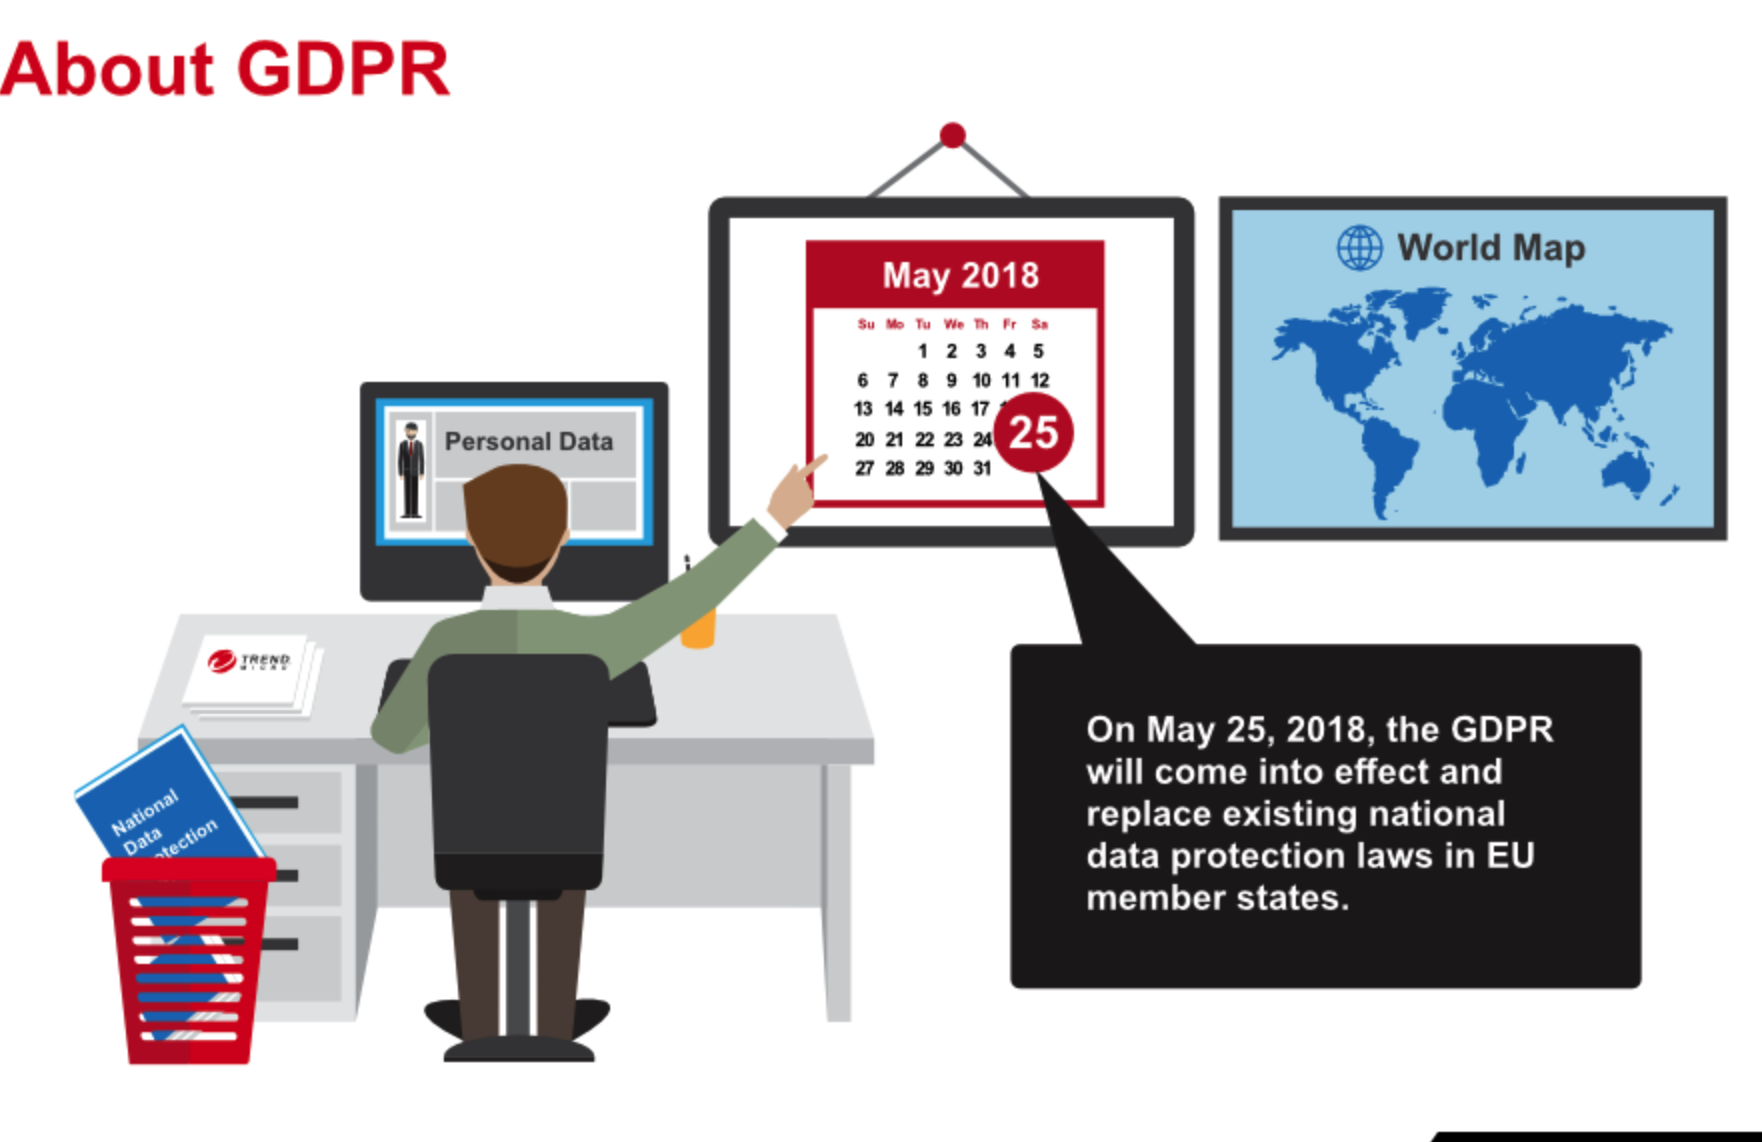 About GDPR
May 2018
Su Mo Tu We Th Fr Sa
1 2 3 4 5
6 7 8 9 10 11 12
13 14 15 16 17
20 21 22 23 24 25
27 28 29 30 31
World Map
Personal Data
TREND
MICRO
National
Data
On May 25, 2018, the GDPR
will come into effect and
replace existing national
data protection laws in EU
member states.